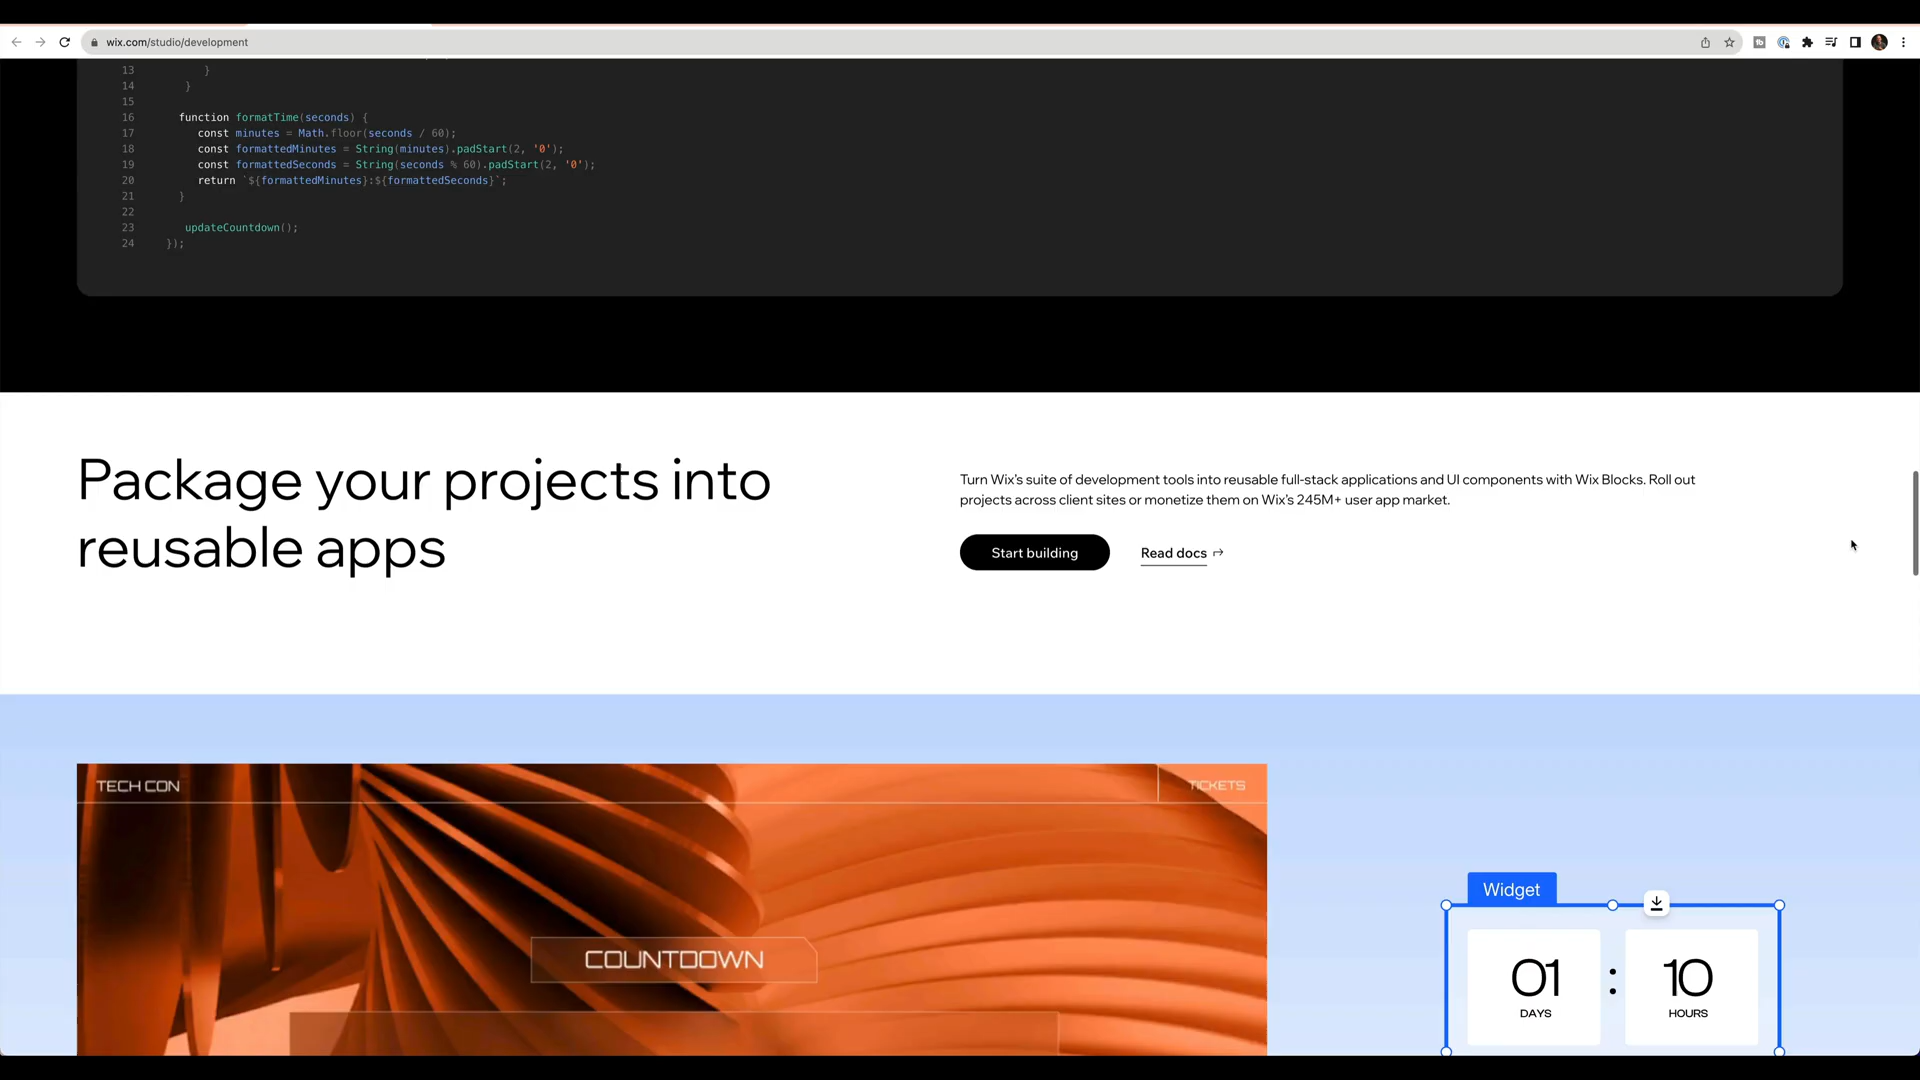 wix.com/studio/development
13 }
14 }
15
16 function formatTime(seconds) {
17 const minutes = Math.floor(seconds / 60);
18 const formattedMinutes = String(minutes).padStart(2, '0');
19 const formattedSeconds = String(seconds % 60).padStart(2, '0');
20 return `${formattedMinutes}:${formattedSeconds}`;
21 }
22
23 updateCountdown();
24 });
Package your projects into
reusable apps
Turn Wix's suite of development tools into reusable full-stack applications and UI components with Wix Blocks. Roll out
projects across client sites or monetize them on Wix's 245M+ user app market.
Start building
Read docs
TECH CON
TICKETS
COUNTDOWN
Widget
01 : 10
DAYS HOURS